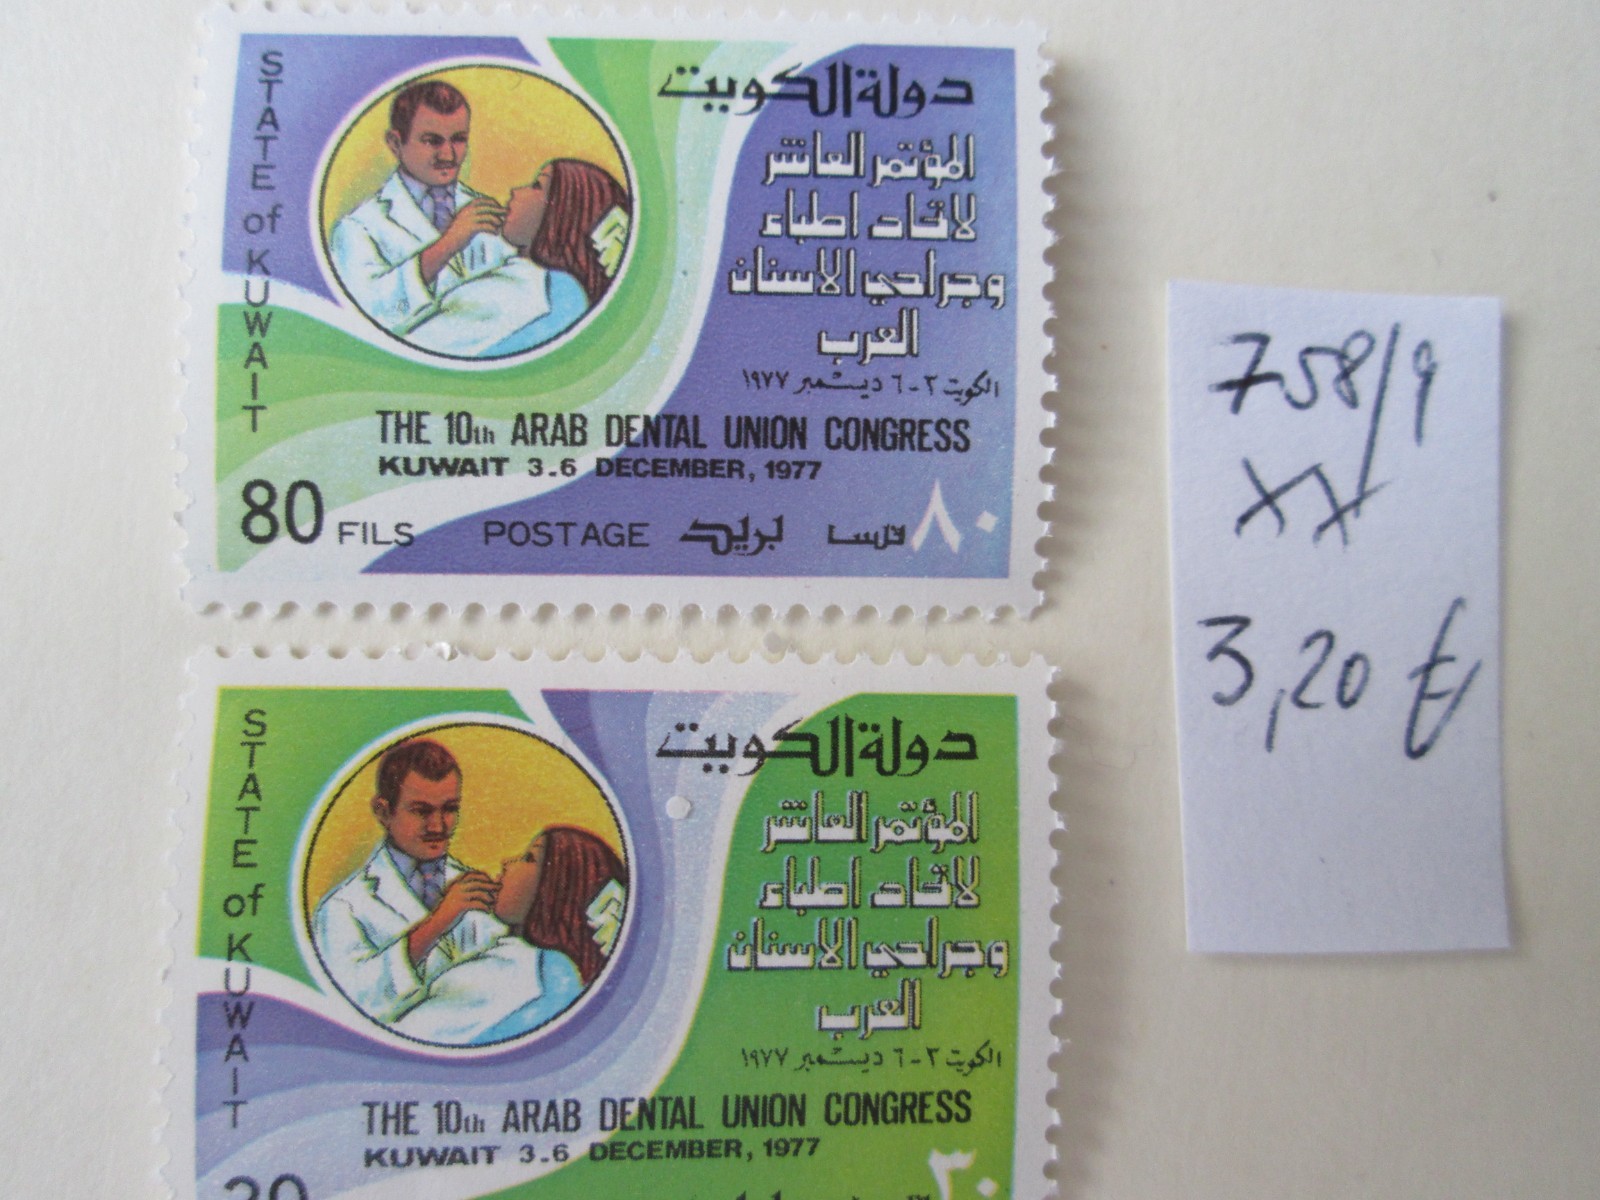 STATE of KUWAIT
دولة الكويت
المؤتمر العاشر
لاتحاد اطباء
وجراحي الاسنان
العرب
الكويت ٣-٦ ديسمبر ١٩٧٧
THE 10th ARAB DENTAL UNION CONGRESS
KUWAIT 3.6 DECEMBER, 1977
80 FILS POSTAGE بريد فلسا ٨٠
STATE of KUWAIT
دولة الكويت
المؤتمر العاشر
لاتحاد اطباء
وجراحي الاسنان
العرب
الكويت ٣-٦ ديسمبر ١٩٧٧
THE 10th ARAB DENTAL UNION CONGRESS
KUWAIT 3.6 DECEMBER, 1977
30 ٣٠
758/9
XX
3,20 €